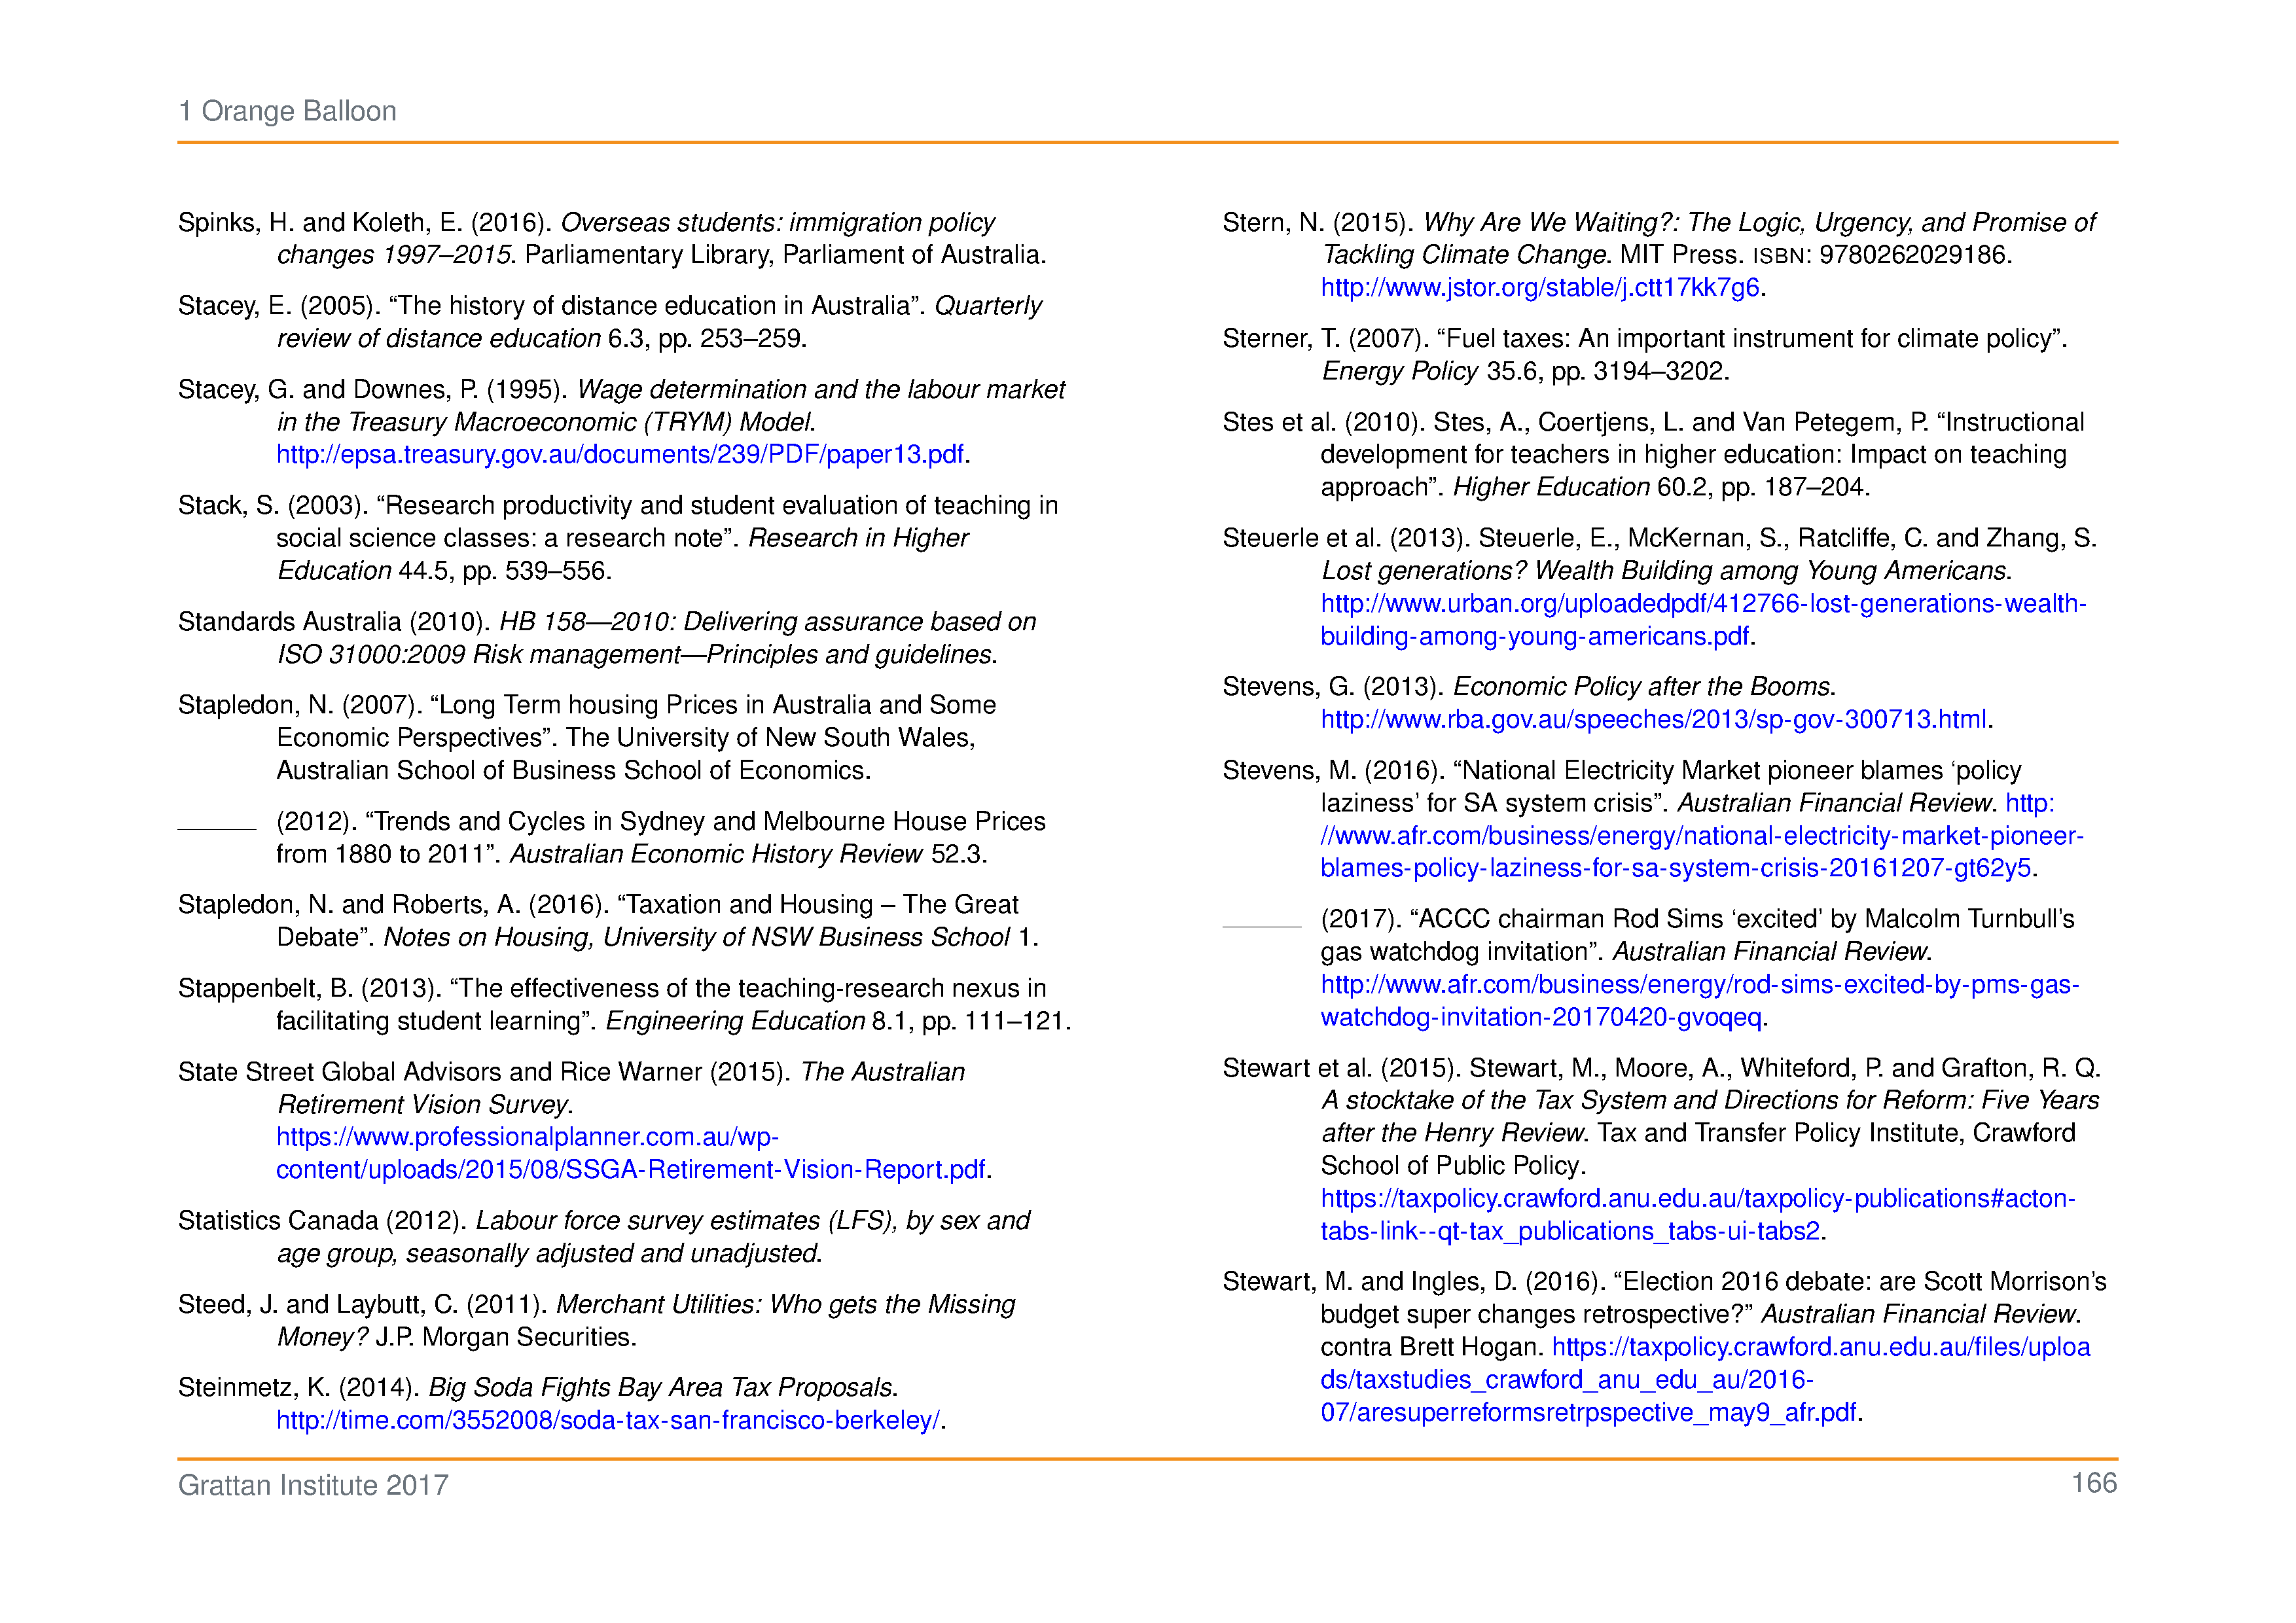 1 Orange Balloon
Spinks, H. and Koleth, E. (2016). Overseas students: immigration policy
changes 1997–2015. Parliamentary Library, Parliament of Australia.
Stacey, E. (2005). “The history of distance education in Australia”. Quarterly
review of distance education 6.3, pp. 253–259.
Stacey, G. and Downes, P. (1995). Wage determination and the labour market
in the Treasury Macroeconomic (TRYM) Model.
http://epsa.treasury.gov.au/documents/239/PDF/paper13.pdf.
Stack, S. (2003). “Research productivity and student evaluation of teaching in
social science classes: a research note”. Research in Higher
Education 44.5, pp. 539–556.
Standards Australia (2010). HB 158—2010: Delivering assurance based on
ISO 31000:2009 Risk management—Principles and guidelines.
Stapledon, N. (2007). “Long Term housing Prices in Australia and Some
Economic Perspectives”. The University of New South Wales,
Australian School of Business School of Economics.
(2012). “Trends and Cycles in Sydney and Melbourne House Prices
from 1880 to 2011”. Australian Economic History Review 52.3.
Stapledon, N. and Roberts, A. (2016). “Taxation and Housing – The Great
Debate”. Notes on Housing, University of NSW Business School 1.
Stappenbelt, B. (2013). “The effectiveness of the teaching-research nexus in
facilitating student learning”. Engineering Education 8.1, pp. 111–121.
State Street Global Advisors and Rice Warner (2015). The Australian
Retirement Vision Survey.
https://www.professionalplanner.com.au/wp-
content/uploads/2015/08/SSGA-Retirement-Vision-Report.pdf.
Statistics Canada (2012). Labour force survey estimates (LFS), by sex and
age group, seasonally adjusted and unadjusted.
Steed, J. and Laybutt, C. (2011). Merchant Utilities: Who gets the Missing
Money? J.P. Morgan Securities.
Steinmetz, K. (2014). Big Soda Fights Bay Area Tax Proposals.
http://time.com/3552008/soda-tax-san-francisco-berkeley/.
Stern, N. (2015). Why Are We Waiting?: The Logic, Urgency, and Promise of
Tackling Climate Change. MIT Press. ISBN: 9780262029186.
http://www.jstor.org/stable/j.ctt17kk7g6.
Sterner, T. (2007). “Fuel taxes: An important instrument for climate policy”.
Energy Policy 35.6, pp. 3194–3202.
Stes et al. (2010). Stes, A., Coertjens, L. and Van Petegem, P. “Instructional
development for teachers in higher education: Impact on teaching
approach”. Higher Education 60.2, pp. 187–204.
Steuerle et al. (2013). Steuerle, E., McKernan, S., Ratcliffe, C. and Zhang, S.
Lost generations? Wealth Building among Young Americans.
http://www.urban.org/uploadedpdf/412766-lost-generations-wealth-
building-among-young-americans.pdf.
Stevens, G. (2013). Economic Policy after the Booms.
http://www.rba.gov.au/speeches/2013/sp-gov-300713.html.
Stevens, M. (2016). “National Electricity Market pioneer blames ‘policy
laziness’ for SA system crisis”. Australian Financial Review. http:
//www.afr.com/business/energy/national-electricity-market-pioneer-
blames-policy-laziness-for-sa-system-crisis-20161207-gt62y5.
(2017). “ACCC chairman Rod Sims ‘excited’ by Malcolm Turnbull’s
gas watchdog invitation”. Australian Financial Review.
http://www.afr.com/business/energy/rod-sims-excited-by-pms-gas-
watchdog-invitation-20170420-gvoqeq.
Stewart et al. (2015). Stewart, M., Moore, A., Whiteford, P. and Grafton, R. Q.
A stocktake of the Tax System and Directions for Reform: Five Years
after the Henry Review. Tax and Transfer Policy Institute, Crawford
School of Public Policy.
https://taxpolicy.crawford.anu.edu.au/taxpolicy-publications#acton-
tabs-link--qt-tax_publications_tabs-ui-tabs2.
Stewart, M. and Ingles, D. (2016). “Election 2016 debate: are Scott Morrison’s
budget super changes retrospective?” Australian Financial Review.
contra Brett Hogan. https://taxpolicy.crawford.anu.edu.au/files/uploa
ds/taxstudies_crawford_anu_edu_au/2016-
07/aresuperreformsretrpspective_may9_afr.pdf.
Grattan Institute 2017
166